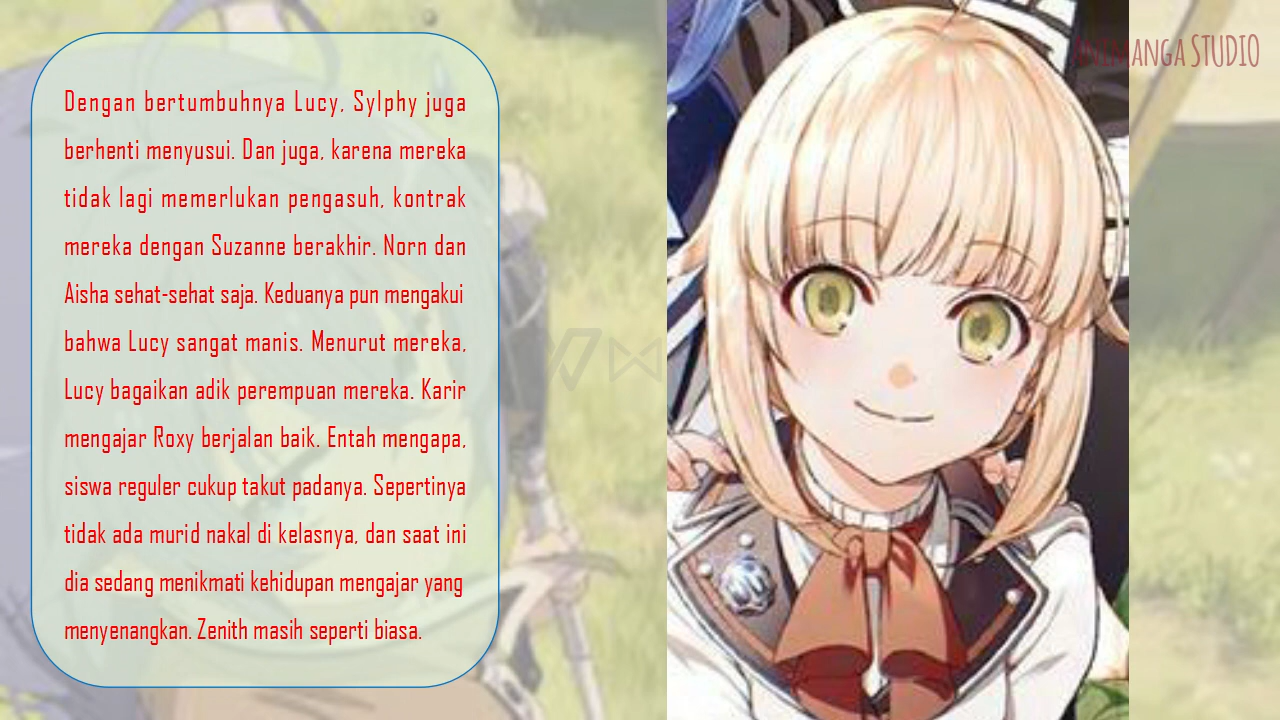 Dengan bertumbuhnya Lucy, Sylphy juga
berhenti menyusui. Dan juga, karena mereka
tidak lagi memerlukan pengasuh, kontrak
mereka dengan Suzanne berakhir. Norn dan
Aisha sehat-sehat saja. Keduanya pun mengakui
bahwa Lucy sangat manis. Menurut mereka,
Lucy bagaikan adik perempuan mereka. Karir
mengajar Roxy berjalan baik. Entah mengapa,
siswa reguler cukup takut padanya. Sepertinya
tidak ada murid nakal di kelasnya, dan saat ini
dia sedang menikmati kehidupan mengajar yang
menyenangkan. Zenith masih seperti biasa.
ANIMANGA STUDIO